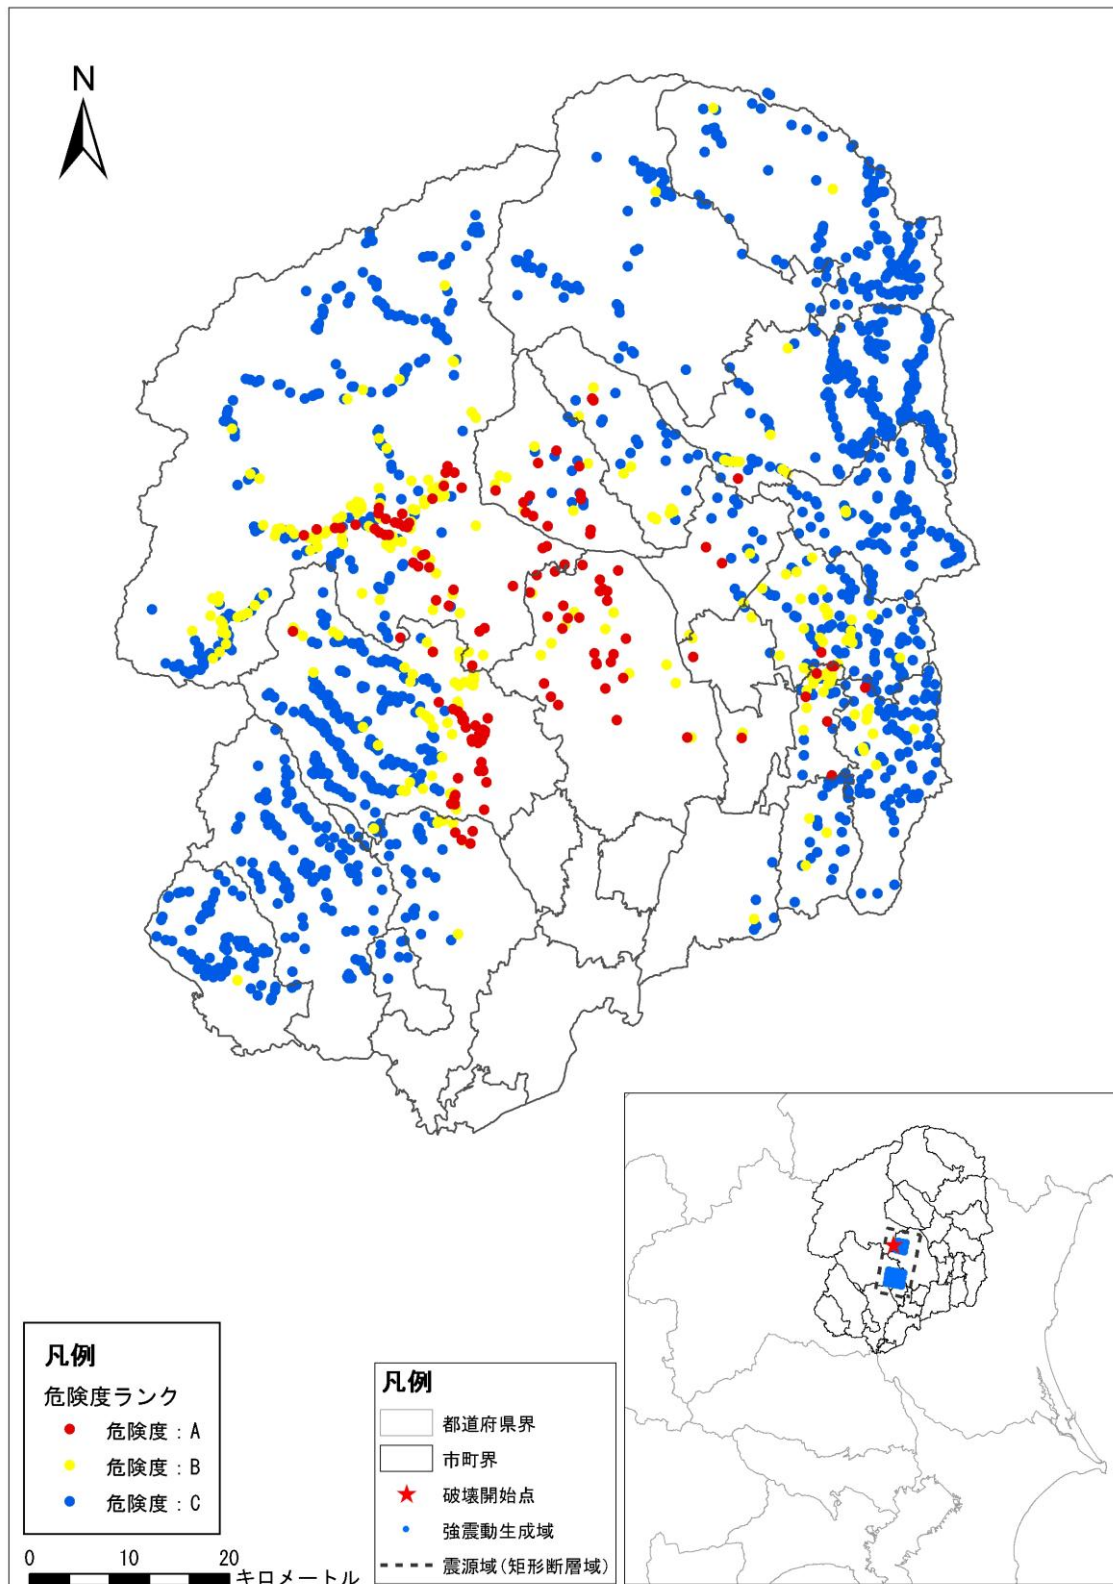 N
凡例
危険度ランク
危険度：A
危険度：B
危険度：C
0 10 20
キロメートル
凡例
都道府県界
市町界
破壊開始点
強震動生成域
震源域(矩形断層域)